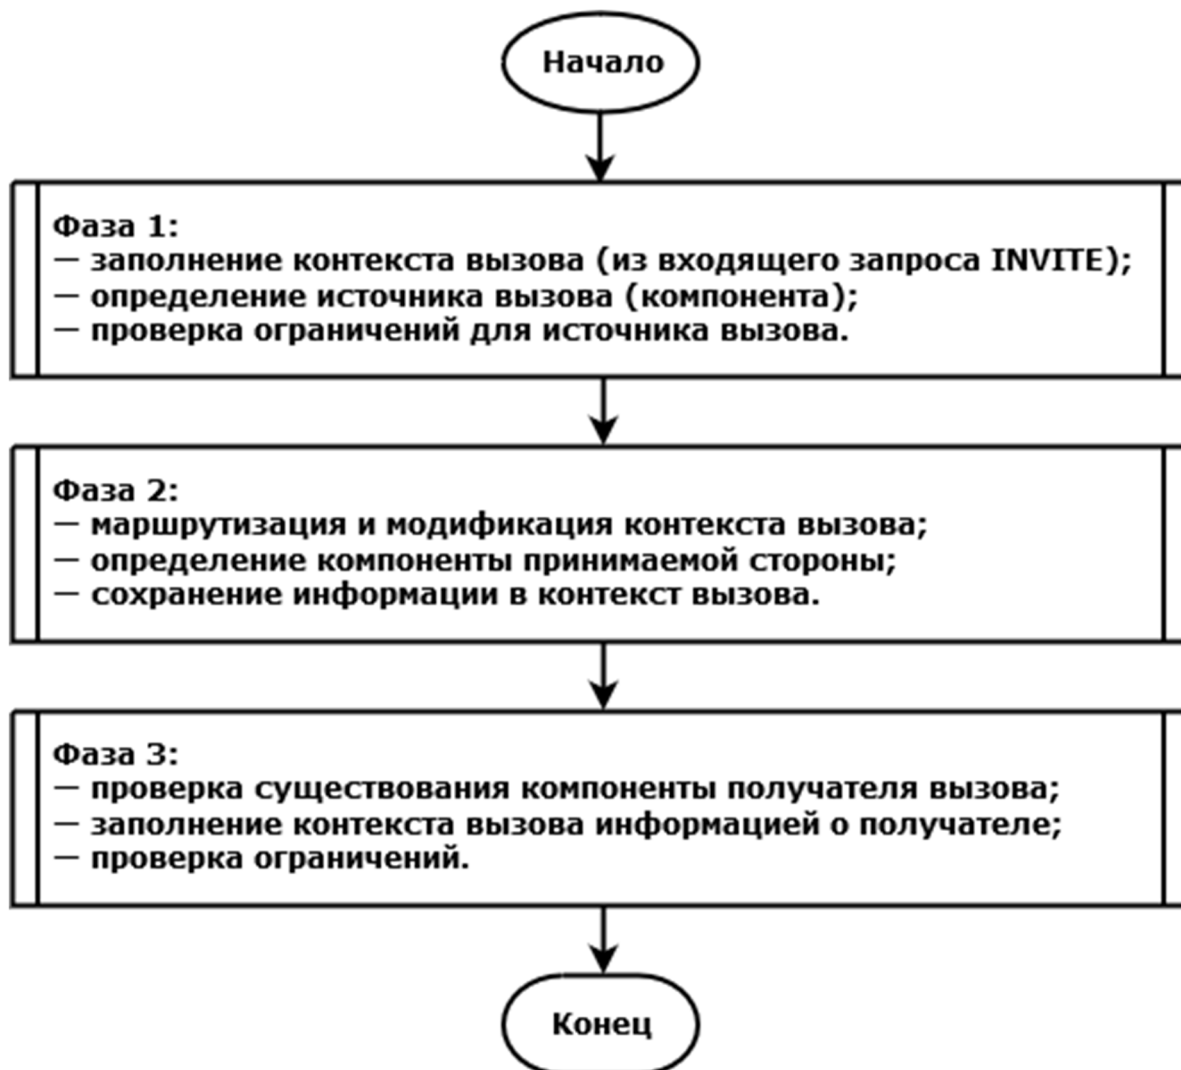 Начало
Фаза 1:
— заполнение контекста вызова (из входящего запроса INVITE);
— определение источника вызова (компонента);
— проверка ограничений для источника вызова.
Фаза 2:
— маршрутизация и модификация контекста вызова;
— определение компоненты принимаемой стороны;
— сохранение информации в контекст вызова.
Фаза 3:
— проверка существования компоненты получателя вызова;
— заполнение контекста вызова информацией о получателе;
— проверка ограничений.
Конец